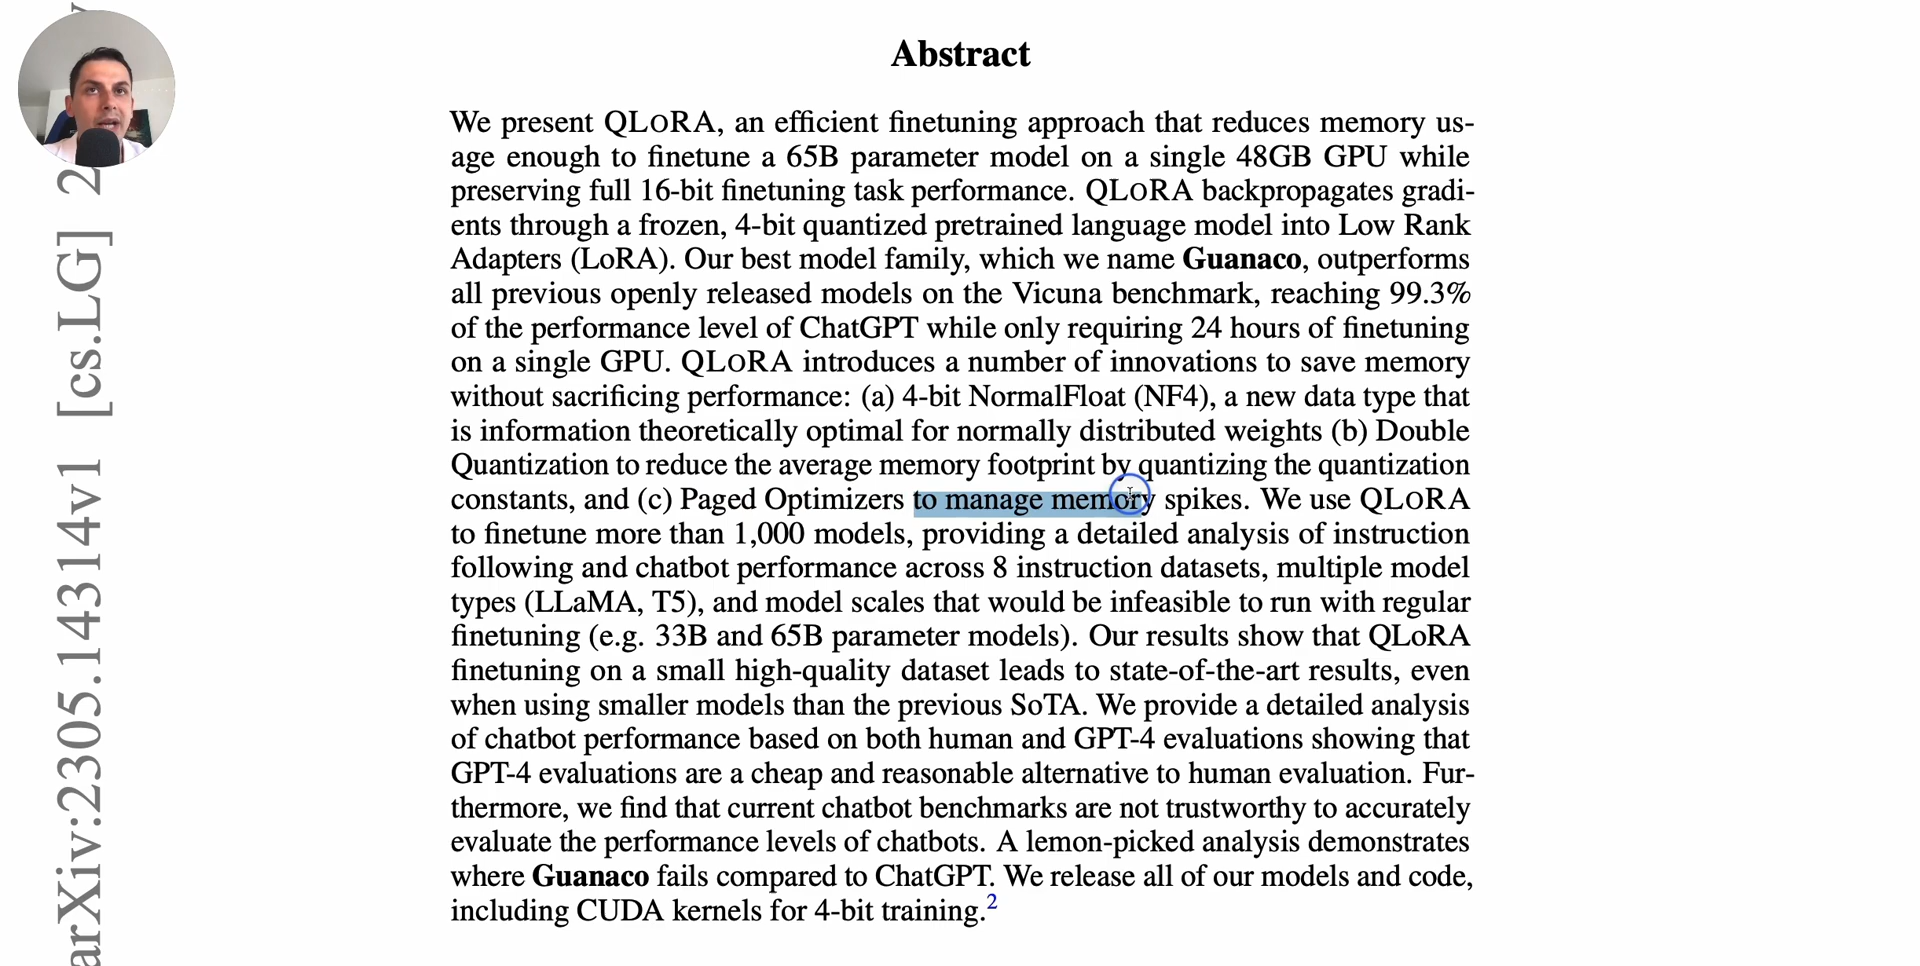 Abstract
We present QLORA, an efficient finetuning approach that reduces memory us-
age enough to finetune a 65B parameter model on a single 48GB GPU while
preserving full 16-bit finetuning task performance. QLORA backpropagates gradi-
ents through a frozen, 4-bit quantized pretrained language model into Low Rank
Adapters (LoRA). Our best model family, which we name Guanaco, outperforms
all previous openly released models on the Vicuna benchmark, reaching 99.3%
of the performance level of ChatGPT while only requiring 24 hours of finetuning
on a single GPU. QLORA introduces a number of innovations to save memory
without sacrificing performance: (a) 4-bit NormalFloat (NF4), a new data type that
is information theoretically optimal for normally distributed weights (b) Double
Quantization to reduce the average memory footprint by quantizing the quantization
constants, and (c) Paged Optimizers to manage memory spikes. We use QLORA
to finetune more than 1,000 models, providing a detailed analysis of instruction
following and chatbot performance across 8 instruction datasets, multiple model
types (LLaMA, T5), and model scales that would be infeasible to run with regular
finetuning (e.g. 33B and 65B parameter models). Our results show that QLoRA
finetuning on a small high-quality dataset leads to state-of-the-art results, even
when using smaller models than the previous SoTA. We provide a detailed analysis
of chatbot performance based on both human and GPT-4 evaluations showing that
GPT-4 evaluations are a cheap and reasonable alternative to human evaluation. Fur-
thermore, we find that current chatbot benchmarks are not trustworthy to accurately
evaluate the performance levels of chatbots. A lemon-picked analysis demonstrates
where Guanaco fails compared to ChatGPT. We release all of our models and code,
including CUDA kernels for 4-bit training.2
arXiv:2305.14314v1 [cs.LG] 2